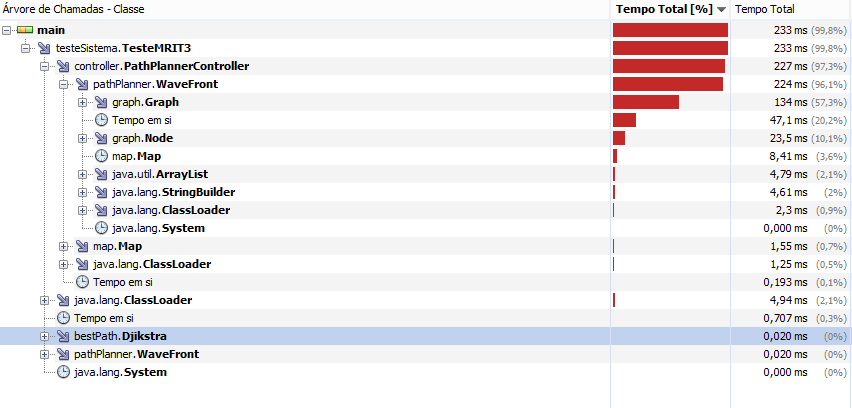 Árvore de Chamadas - Classe Tempo Total [%] Tempo Total
main 233 ms (99,8%)
testeSistema.TesteMRIT3 233 ms (99,8%)
controller.PathPlannerController 227 ms (97,3%)
pathPlanner.WaveFront 224 ms (96,1%)
graph.Graph 134 ms (57,3%)
Tempo em si 47,1 ms (20,2%)
graph.Node 23,5 ms (10,1%)
map.Map 8,41 ms (3,6%)
java.util.ArrayList 4,79 ms (2,1%)
java.lang.StringBuilder 4,61 ms (2%)
java.lang.ClassLoader 2,3 ms (0,9%)
java.lang.System 0,000 ms (0%)
map.Map 1,55 ms (0,7%)
java.lang.ClassLoader 1,25 ms (0,5%)
Tempo em si 0,193 ms (0,1%)
java.lang.ClassLoader 4,94 ms (2,1%)
Tempo em si 0,707 ms (0,3%)
bestPath.Djikstra 0,020 ms (0%)
pathPlanner.WaveFront 0,020 ms (0%)
java.lang.System 0,000 ms (0%)